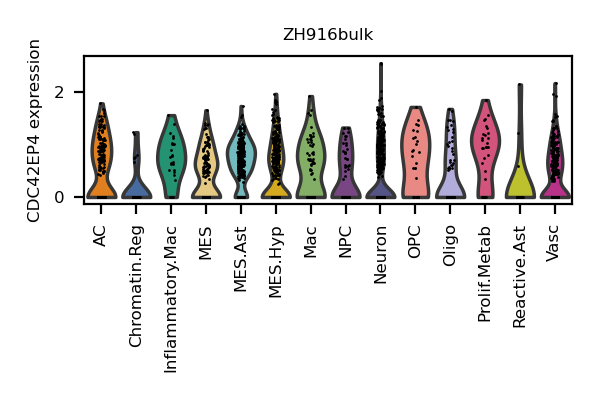 ZH916bulk
CDC42EP4 expression
2
0
AC
Chromatin.Reg
Inflammatory.Mac
MES
MES.Ast
MES.Hyp
Mac
NPC
Neuron
OPC
Oligo
Prolif.Metab
Reactive.Ast
Vasc